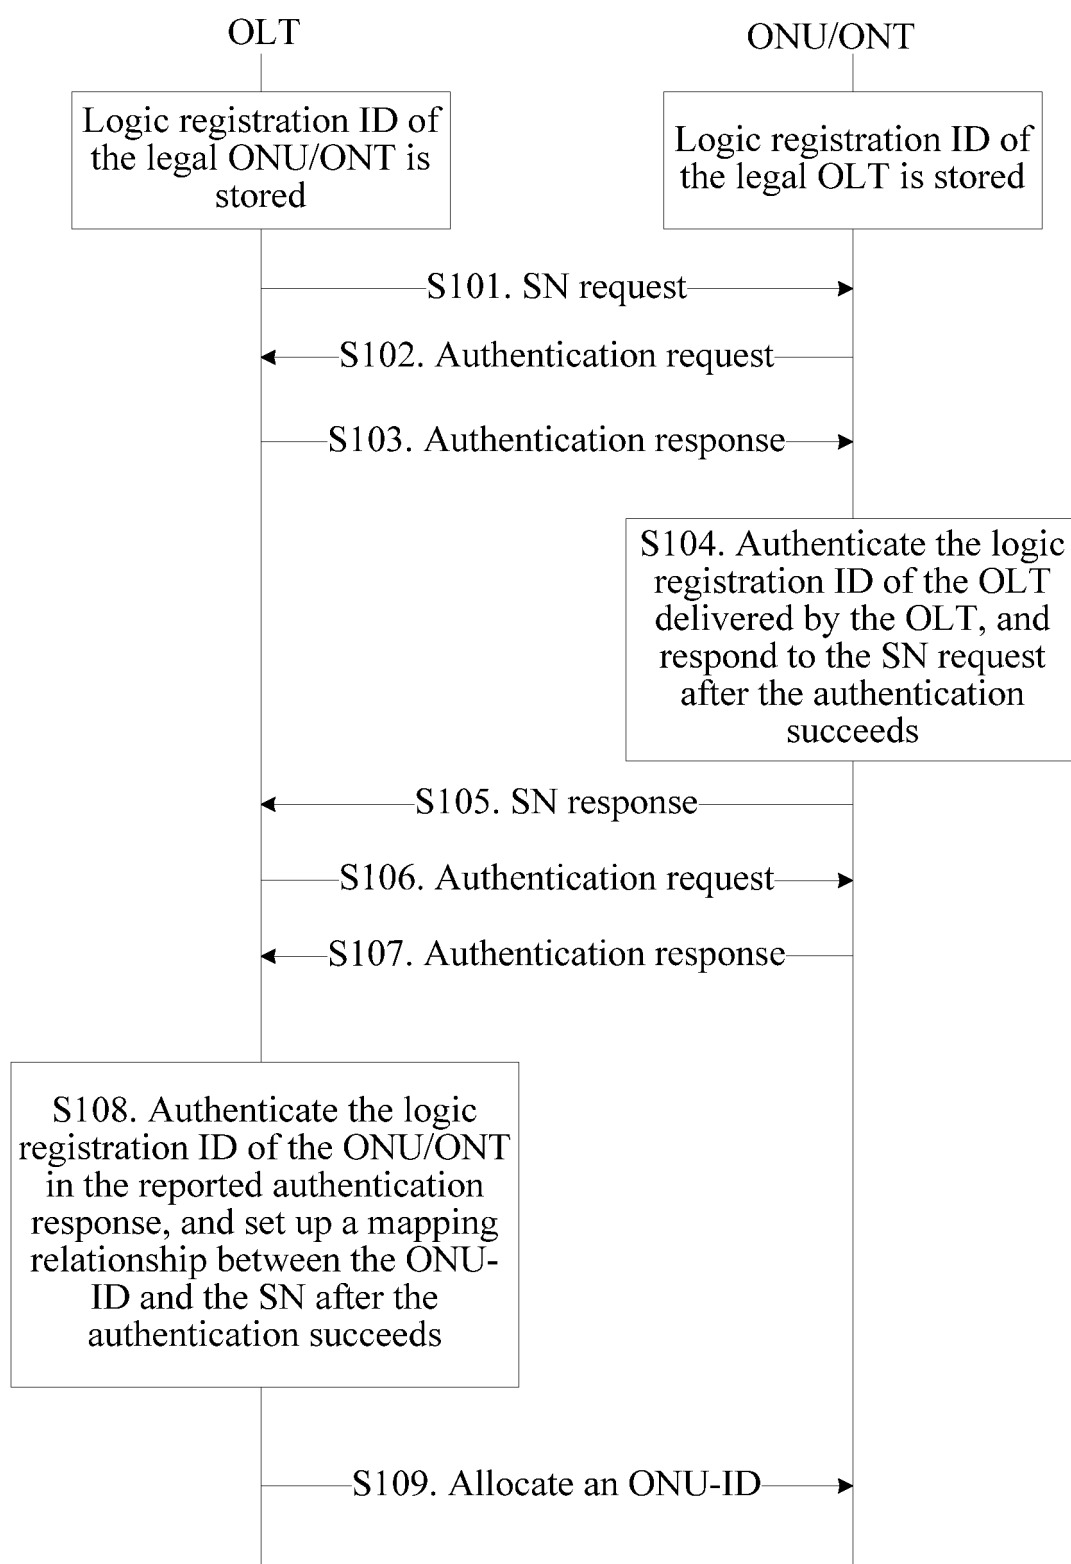 OLT
ONU/ONT
Logic registration ID of
the legal ONU/ONT is
stored
Logic registration ID of
the legal OLT is stored
S101. SN request
S102. Authentication request
S103. Authentication response
S104. Authenticate the logic
registration ID of the OLT
delivered by the OLT, and
respond to the SN request
after the authentication
succeeds
S105. SN response
S106. Authentication request
S107. Authentication response
S108. Authenticate the logic
registration ID of the ONU/ONT
in the reported authentication
response, and set up a mapping
relationship between the ONU-
ID and the SN after the
authentication succeeds
S109. Allocate an ONU-ID